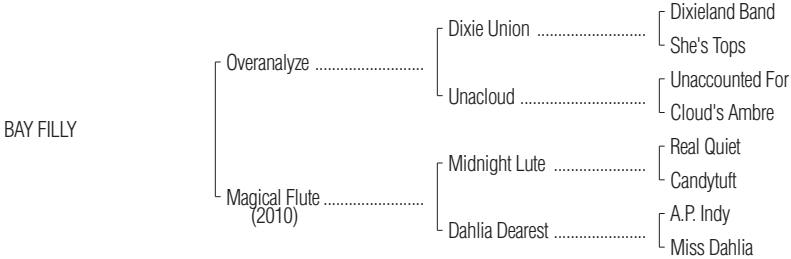 Dixieland Band
Dixie Union ..........................
She's Tops
Overanalyze ..........................
Unaccounted For
Unacloud ..............................
Cloud's Ambre
BAY FILLY
Real Quiet
Midnight Lute ......................
Candytuft
Magical Flute ........................
(2010)
A.P. Indy
Dahlia Dearest ......................
Miss Dahlia